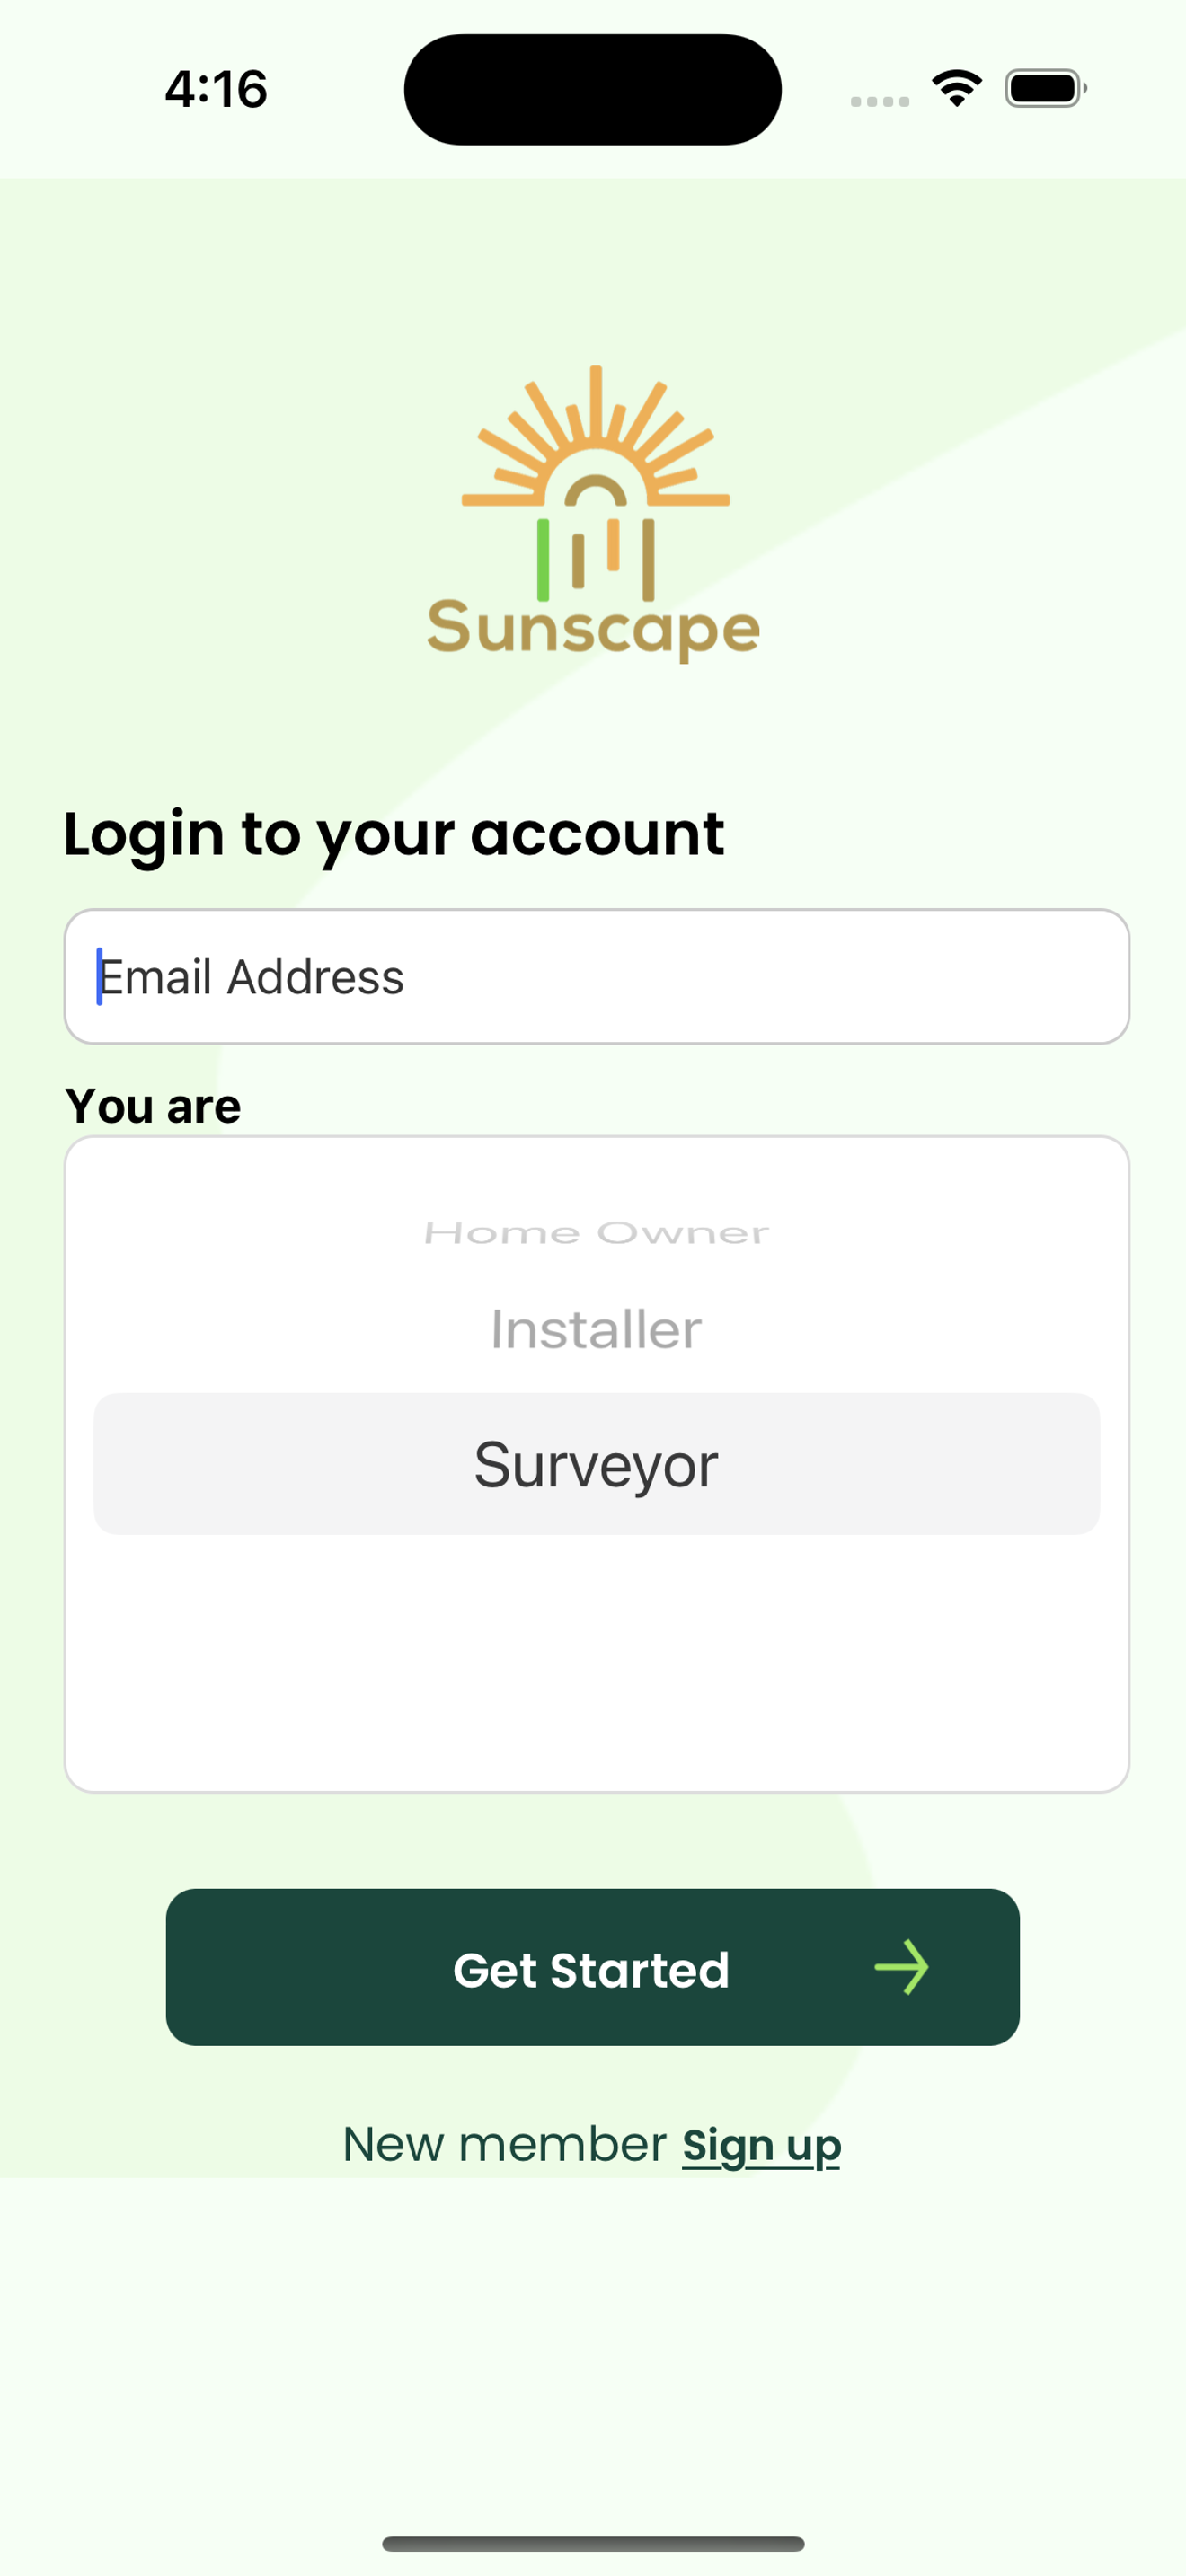 4:16
Sunscape
Login to your account
Email Address
You are
Home Owner
Installer
Surveyor
Get Started
New member Sign up